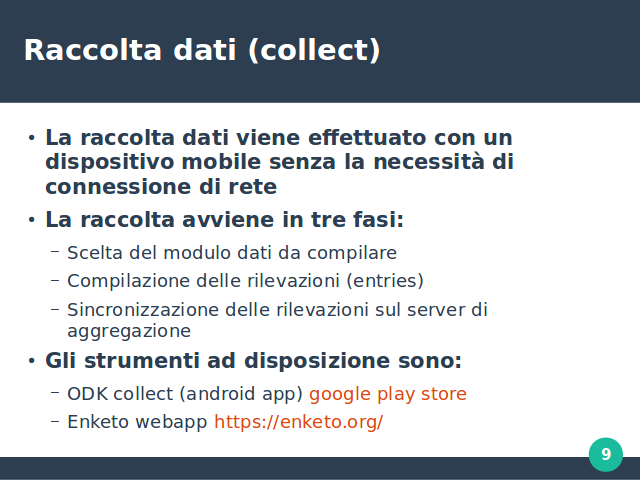 Raccolta dati (collect)
• La raccolta dati viene effettuato con un
dispositivo mobile senza la necessità di
connessione di rete
• La raccolta avviene in tre fasi:
– Scelta del modulo dati da compilare
– Compilazione delle rilevazioni (entries)
– Sincronizzazione delle rilevazioni sul server di
aggregazione
• Gli strumenti ad disposizione sono:
– ODK collect (android app) google play store
– Enketo webapp https://enketo.org/
9